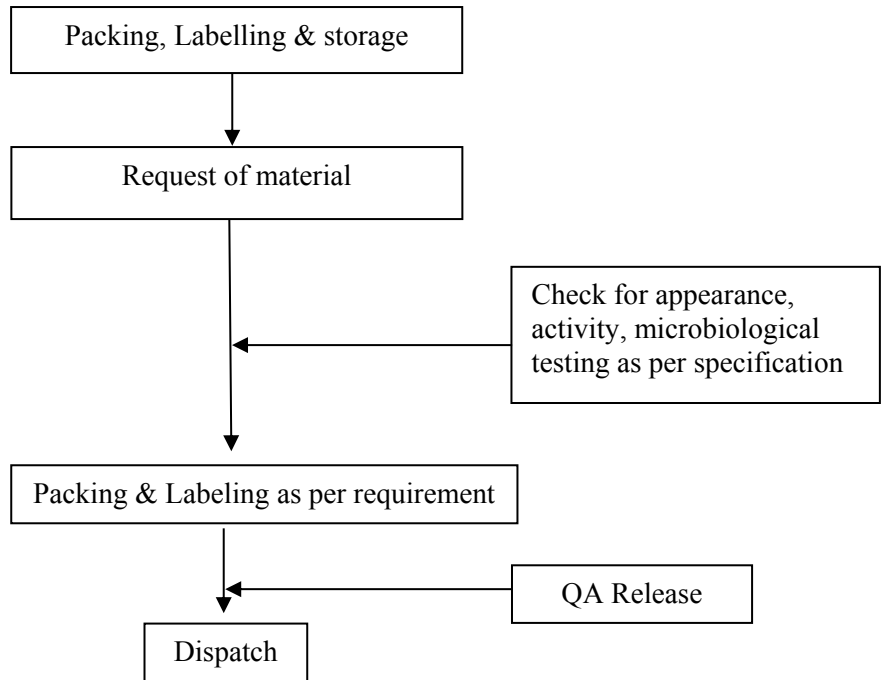 Packing, Labelling & storage
Request of material
Check for appearance,
activity, microbiological
testing as per specification
Packing & Labeling as per requirement
QA Release
Dispatch